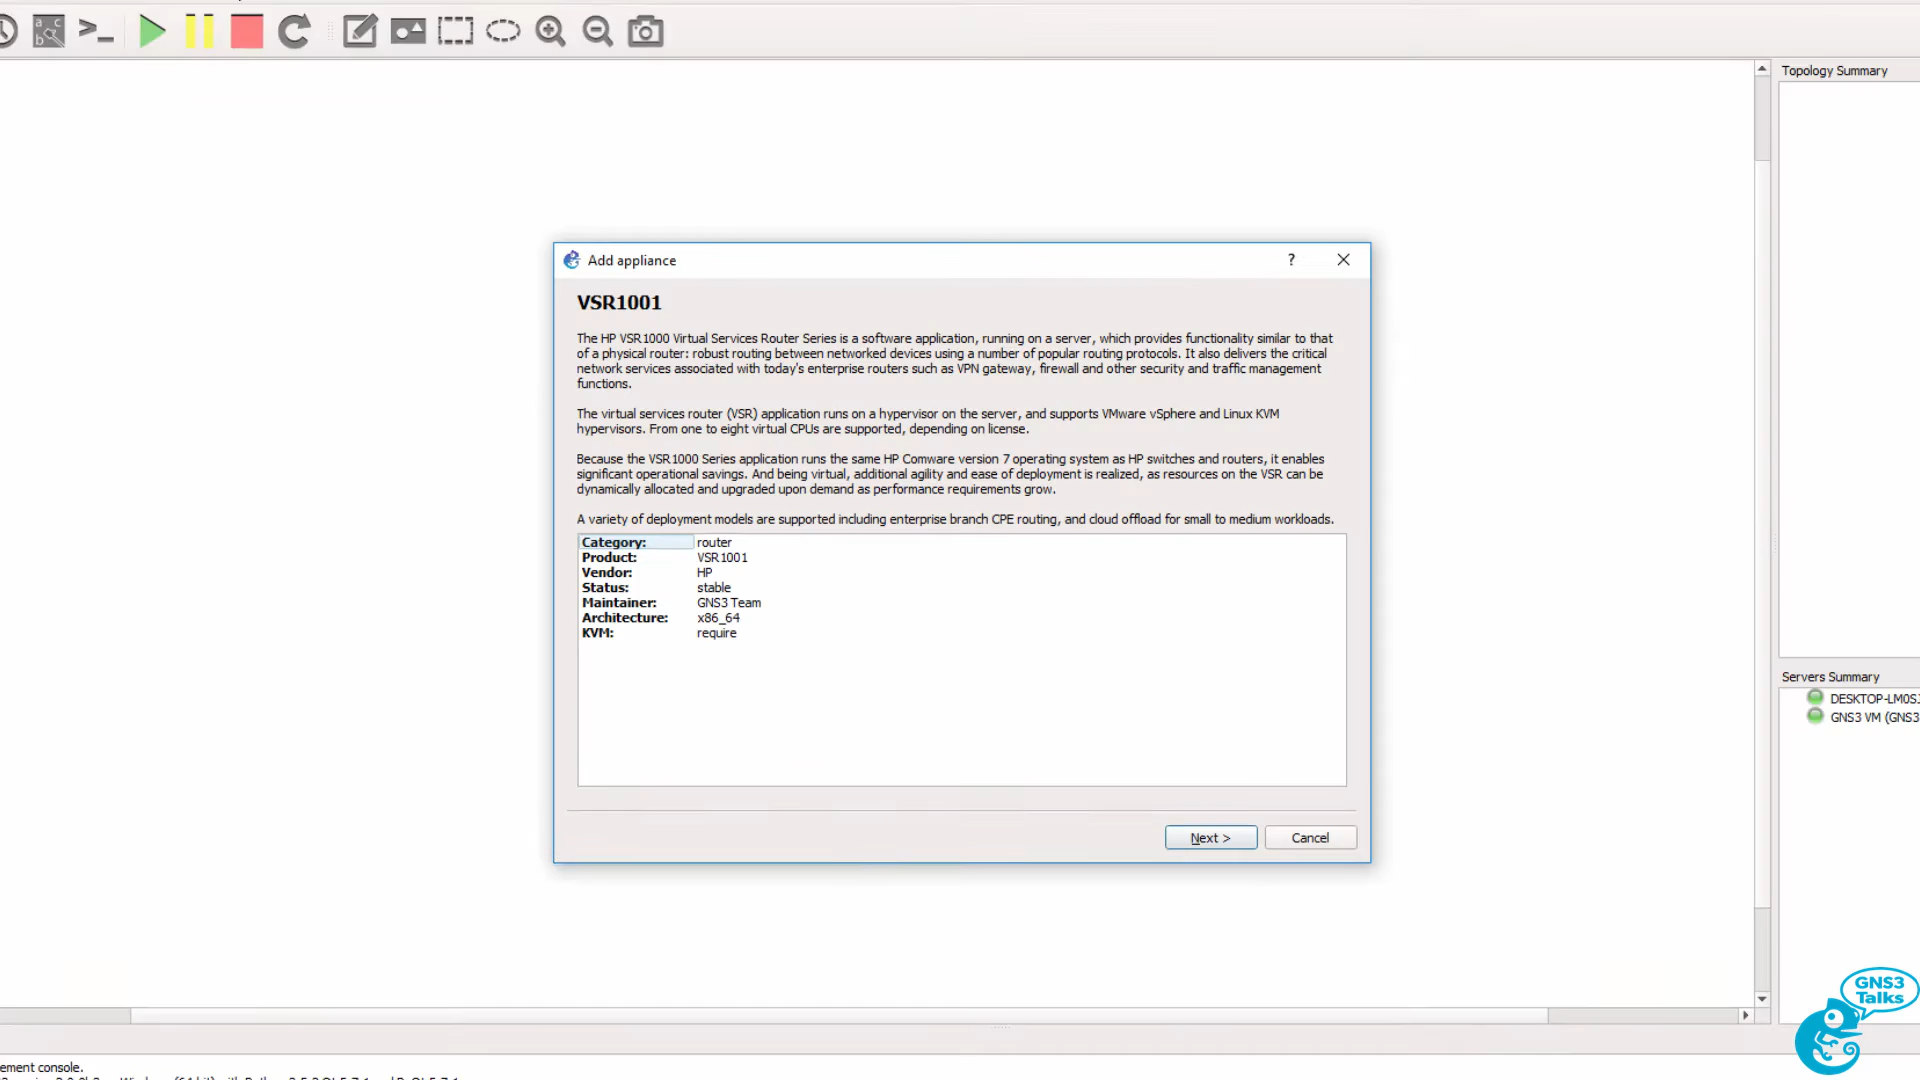 Topology Summary
Add appliance
VSR1001
The HP VSR1000 Virtual Services Router Series is a software application, running on a server, which provides functionality similar to that
of a physical router: robust routing between networked devices using a number of popular routing protocols. It also delivers the critical
network services associated with today's enterprise routers such as VPN gateway, firewall and other security and traffic management
functions.
The virtual services router (VSR) application runs on a hypervisor on the server, and supports VMware vSphere and Linux KVM
hypervisors. From one to eight virtual CPUs are supported, depending on license.
Because the VSR1000 Series application runs the same HP Comware version 7 operating system as HP switches and routers, it enables
significant operational savings. And being virtual, additional agility and ease of deployment is realized, as resources on the VSR can be
dynamically allocated and upgraded upon demand as performance requirements grow.
A variety of deployment models are supported including enterprise branch CPE routing, and cloud offload for small to medium workloads.
Category: router
Product: VSR1001
Vendor: HP
Status: stable
Maintainer: GNS3 Team
Architecture: x86_64
KVM: require
Next >
Cancel
Servers Summary
DESKTOP-LM0S
GNS3 VM (GNS3
GNS3
Talks
ement console.